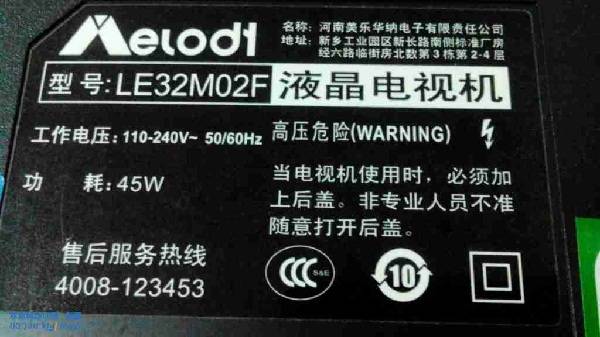 Melodi
名称: 河南美乐华纳电子有限责任公司
地址: 新乡工业园区新长路南侧标准厂房
经六路临街房北数第3栋第2-4层
型号: LE32M02F 液晶电视机
工作电压: 110-240V~ 50/60Hz
高压危险(WARNING)
功 耗: 45W
当电视机使用时，必须加
上后盖。非专业人员不准
随意打开后盖。
售后服务热线
4008-123453
CCC S&E
10